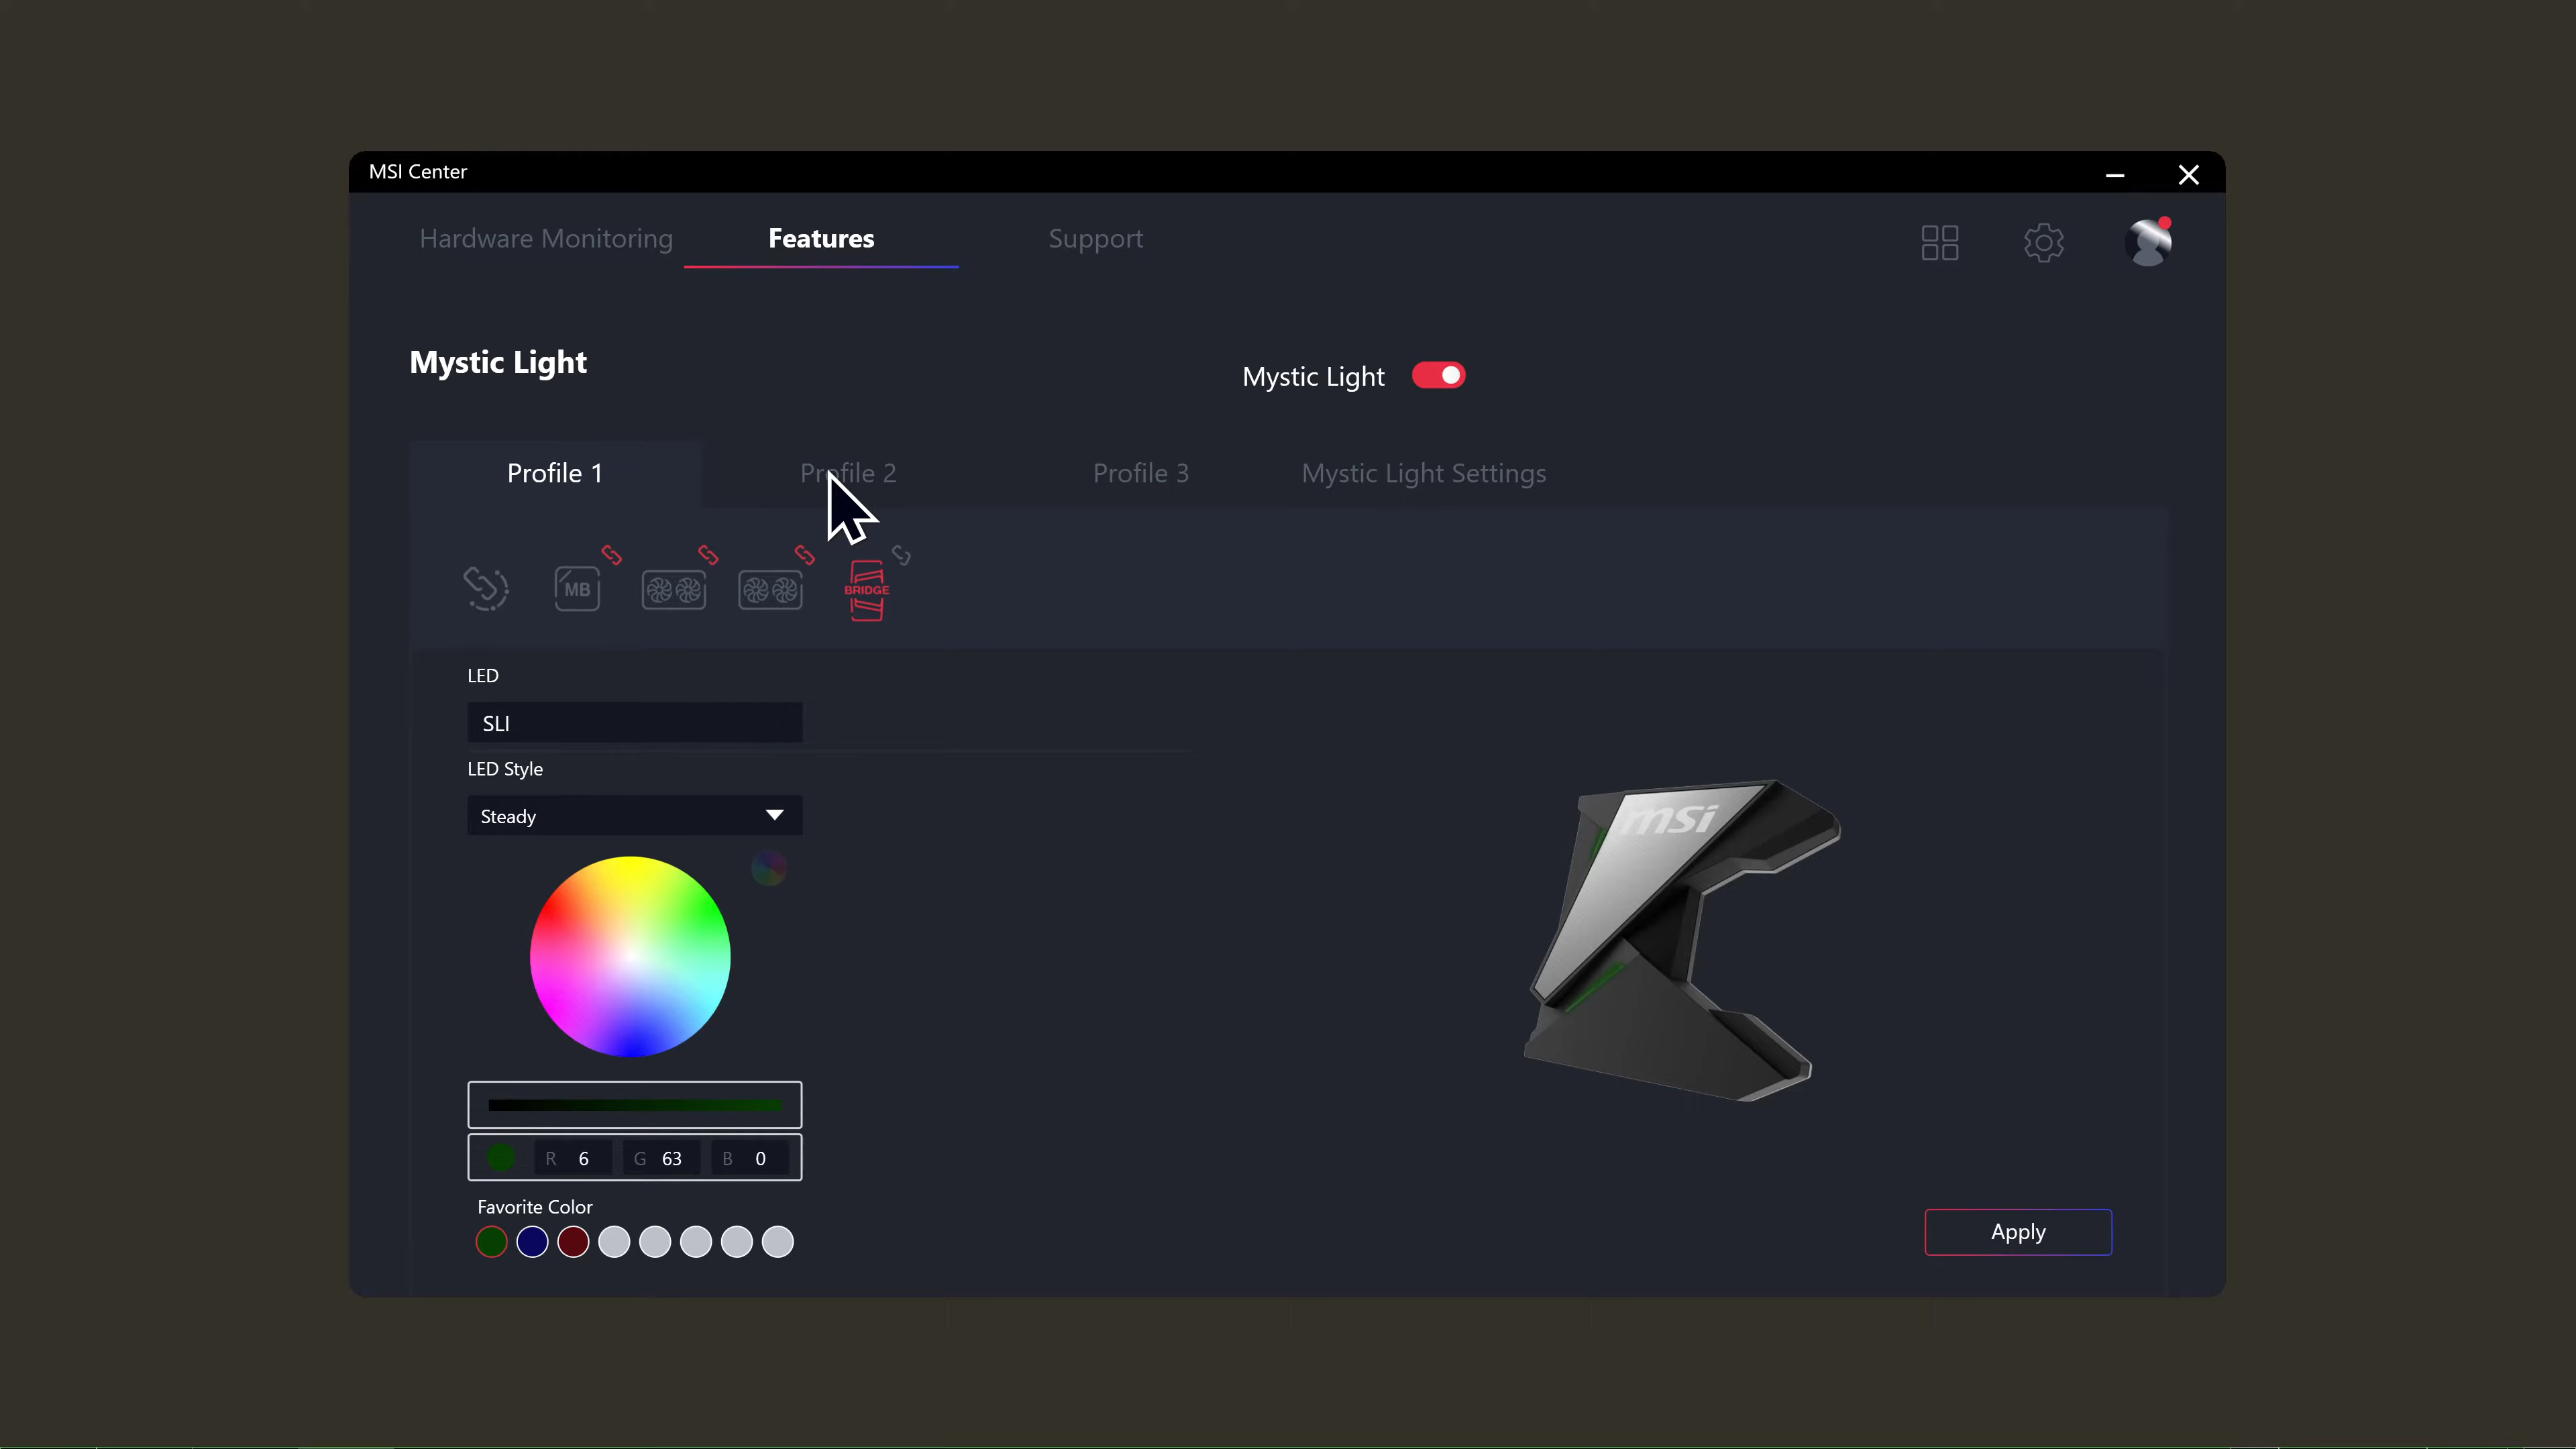 MSI Center
Hardware Monitoring Features Support
Mystic Light
Mystic Light
Profile 1 Profile 2 Profile 3 Mystic Light Settings
MB
BRIDGE
LED
SLI
LED Style
Steady
msi
R 6 G 63 B 0
Favorite Color
Apply